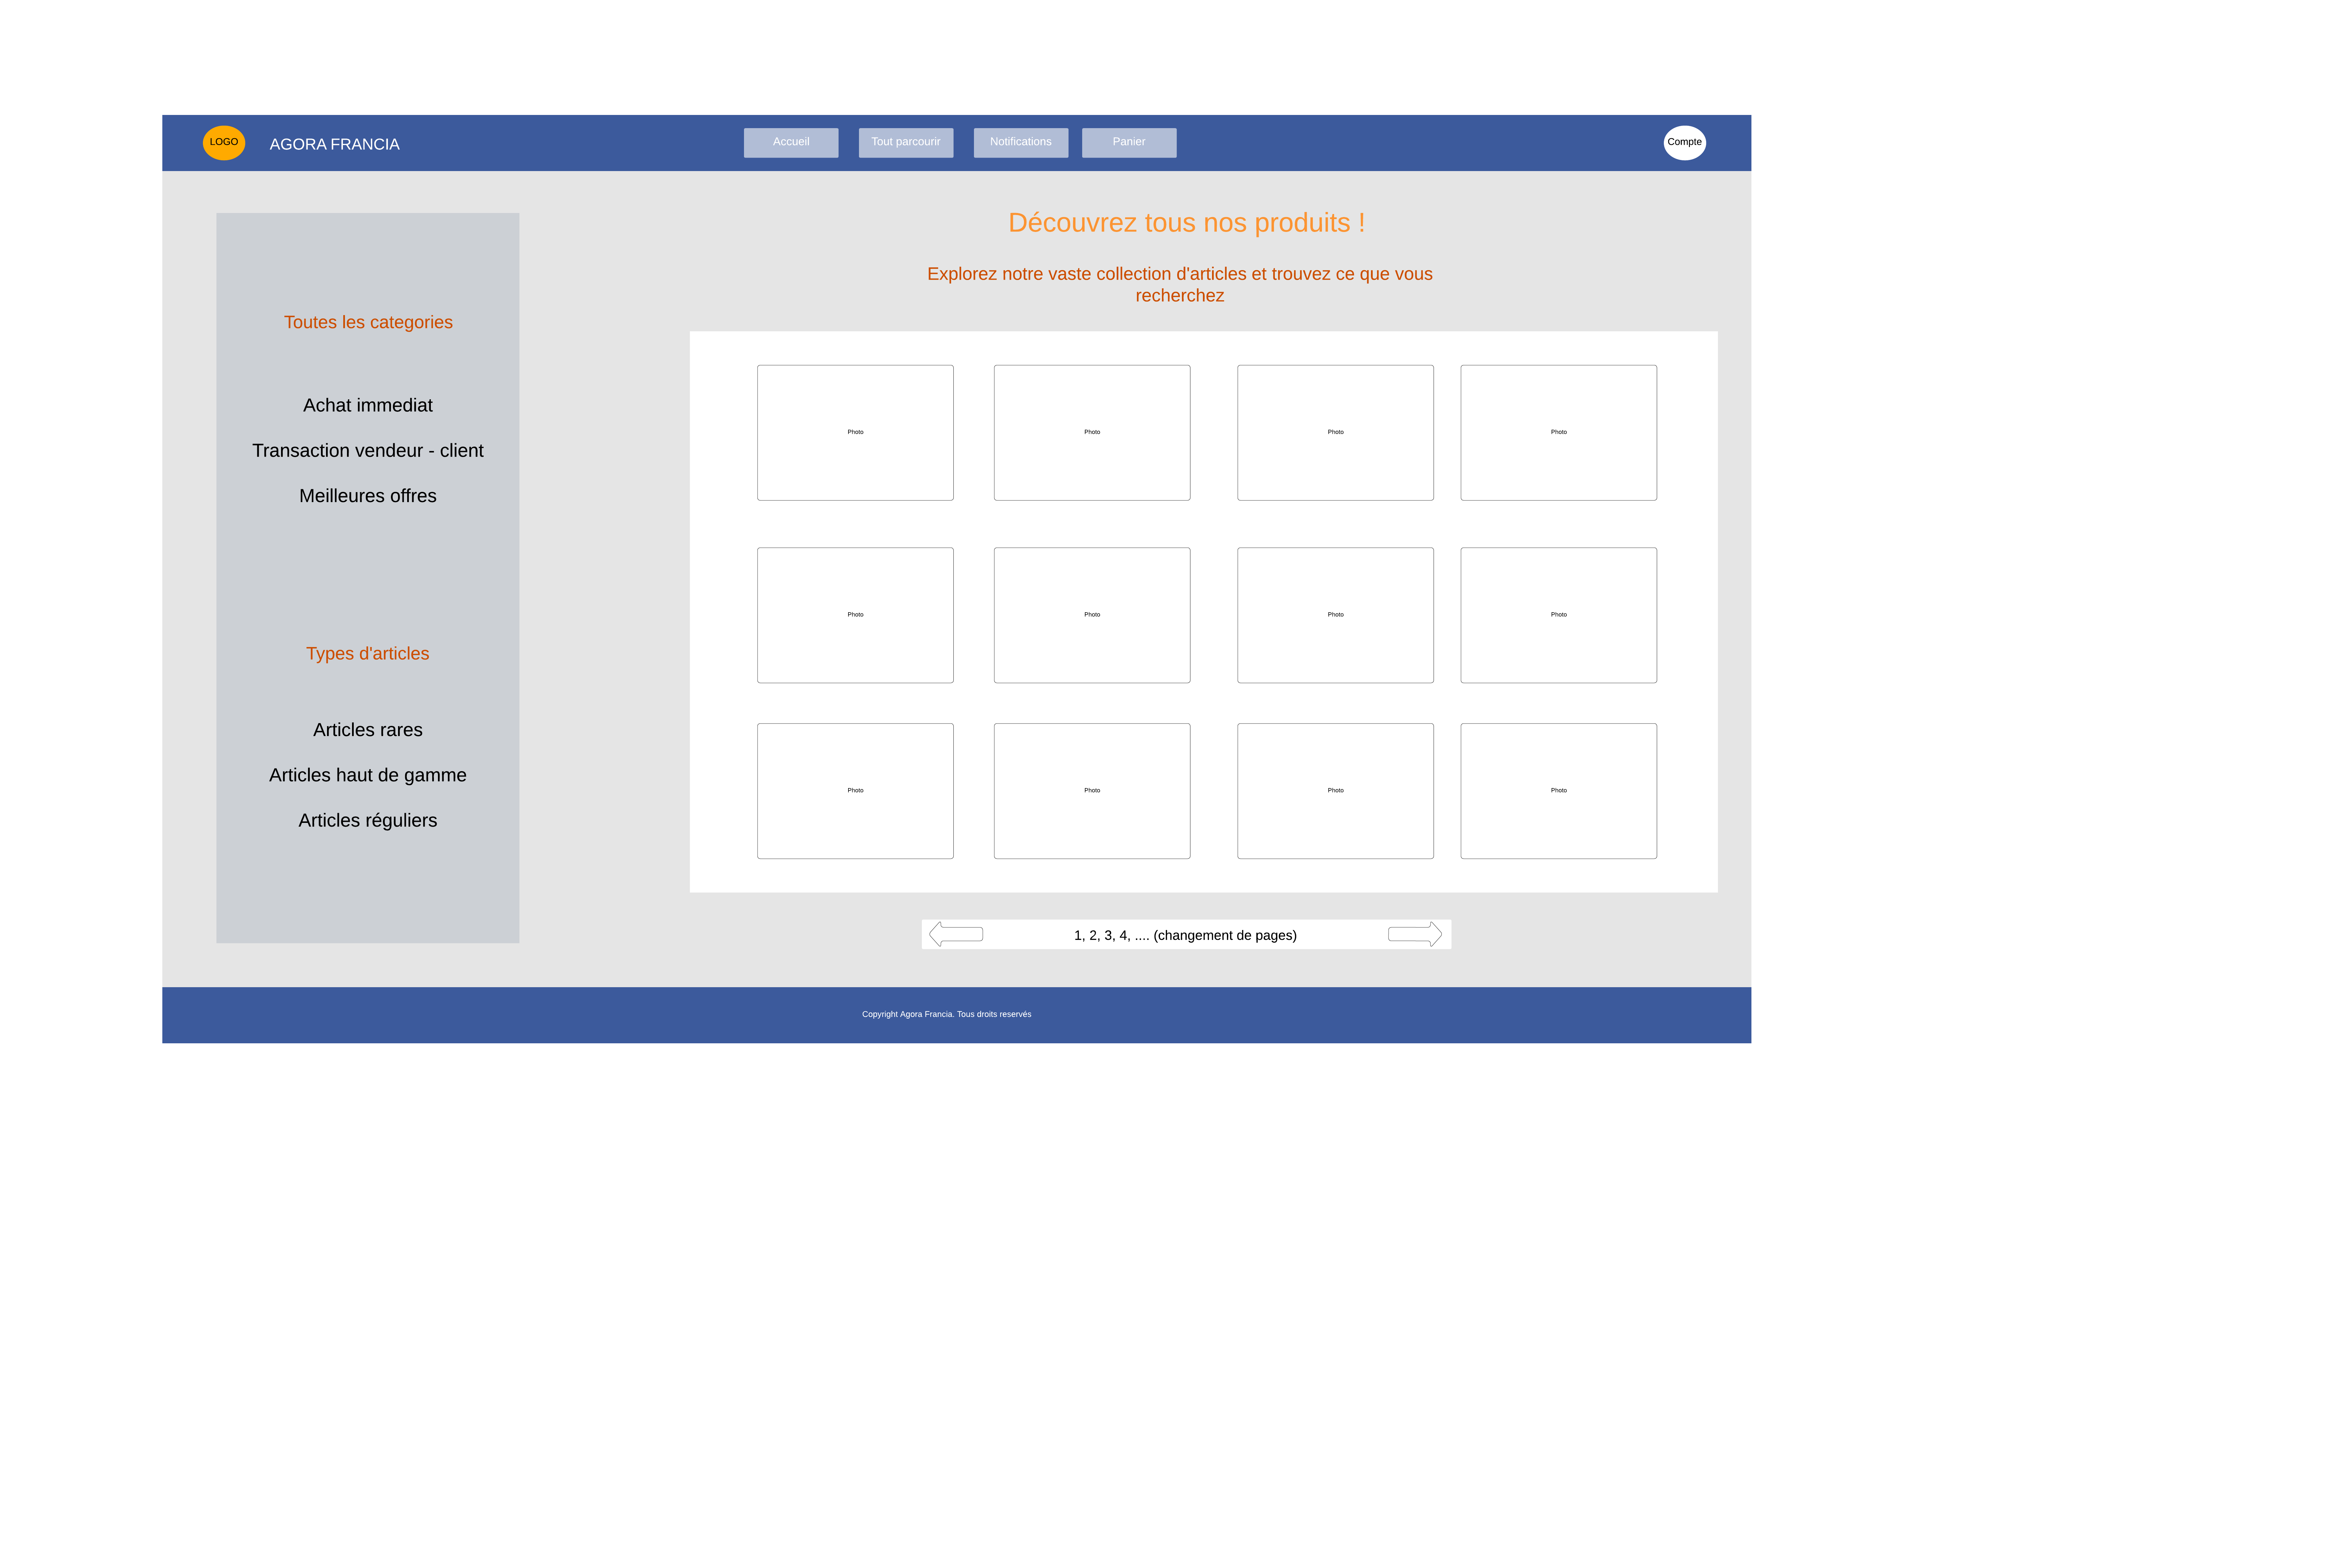 LOGO
AGORA FRANCIA
Accueil
Tout parcourir
Notifications
Panier
Compte
Découvrez tous nos produits !
Explorez notre vaste collection d'articles et trouvez ce que vous
recherchez
Toutes les categories
Achat immediat
Transaction vendeur - client
Meilleures offres
Types d'articles
Articles rares
Articles haut de gamme
Articles réguliers
Photo
Photo
Photo
Photo
Photo
Photo
Photo
Photo
Photo
Photo
Photo
Photo
1, 2, 3, 4, .... (changement de pages)
Copyright Agora Francia. Tous droits reservés